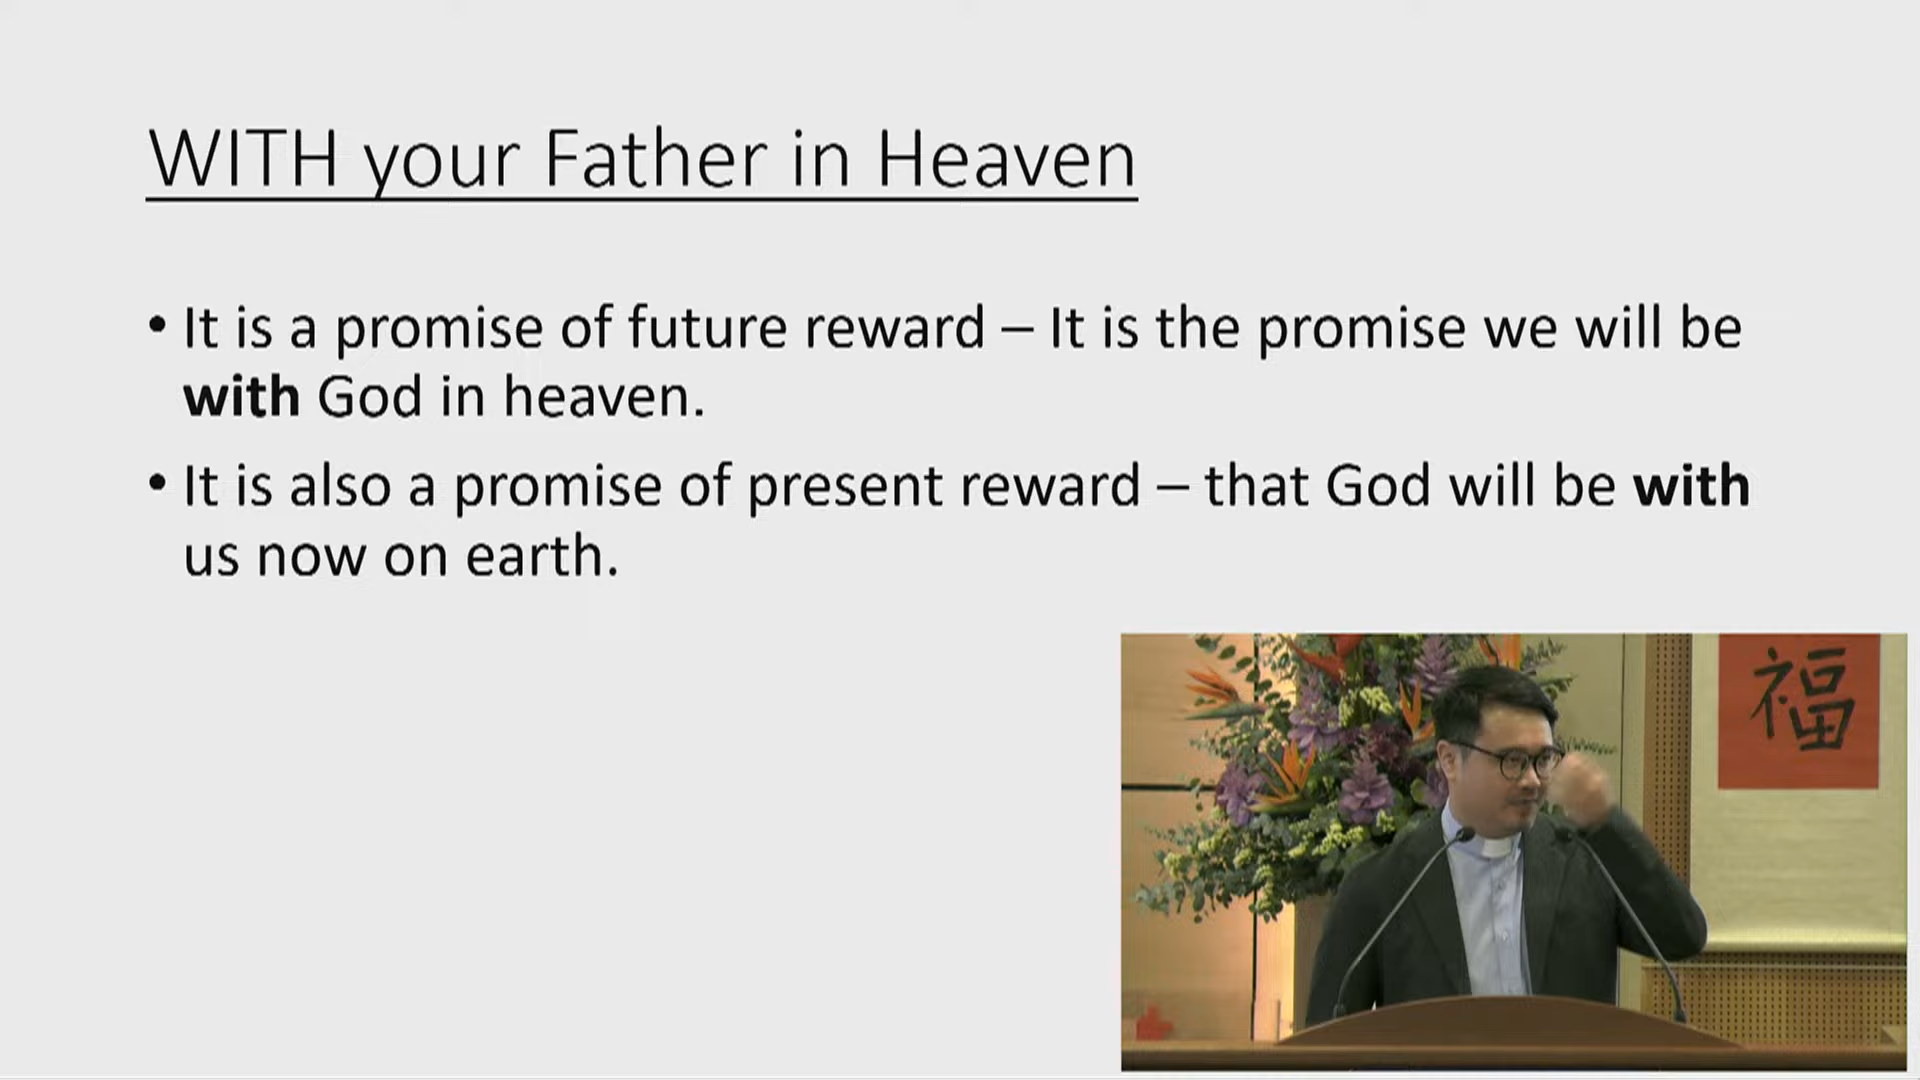 WITH your Father in Heaven
• It is a promise of future reward – It is the promise we will be
with God in heaven.
• It is also a promise of present reward – that God will be with
us now on earth.
福